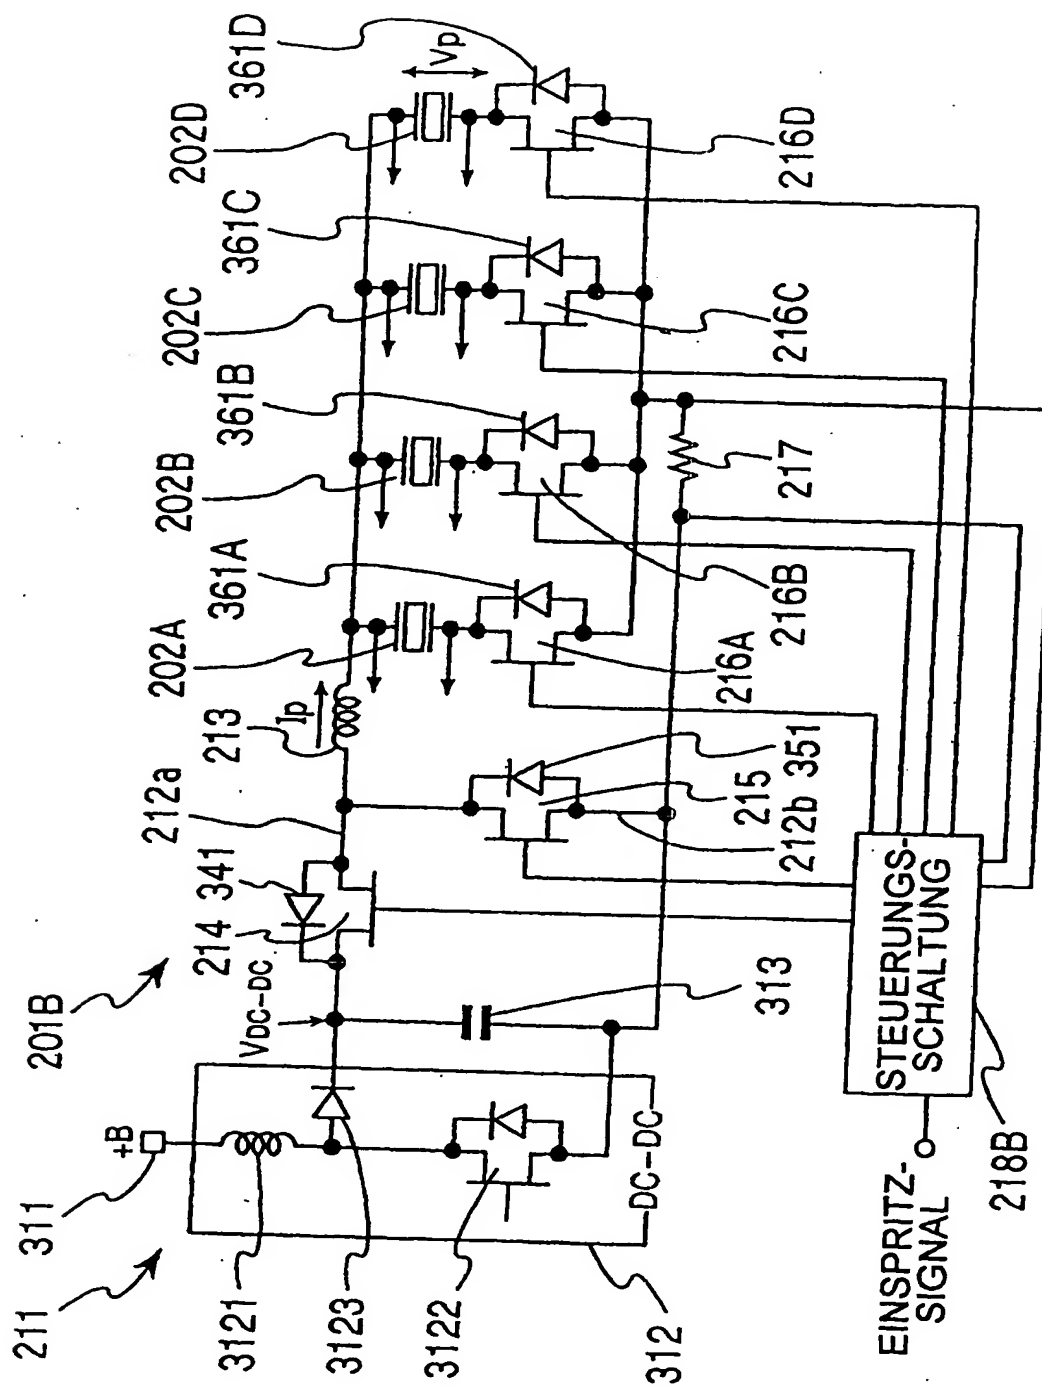 211
311
+B
201B
3121
3123
3122
312
DC-DC
VDC-DC
313
214
341
212a
213
Ip
202A
361A
202B
361B
202C
361C
202D
361D
Vp
215
351
212b
216A
216B
217
216C
216D
STEUERUNGS-
SCHALTUNG
218B
EINSPRITZ-
SIGNAL